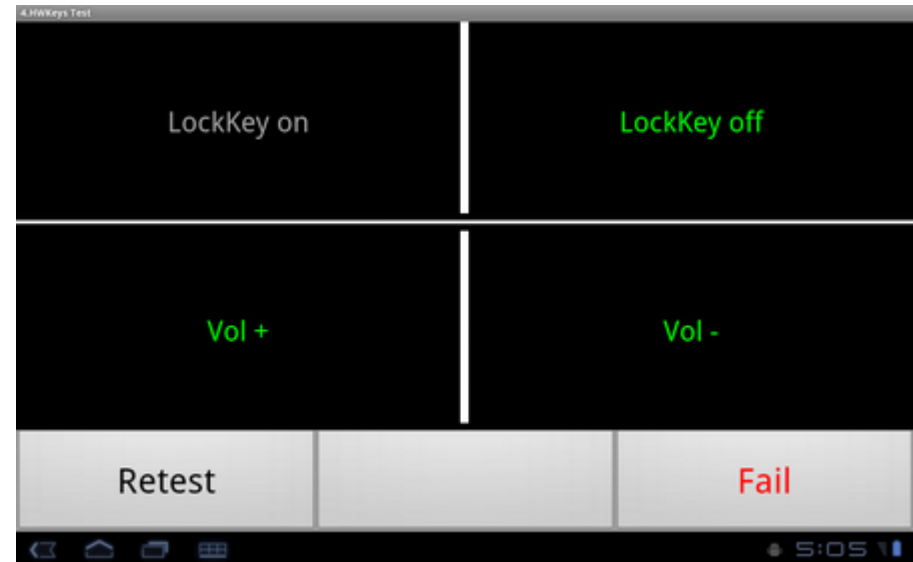 4.HWKeys Test
LockKey on
LockKey off
Vol +
Vol -
Retest
Fail
5:05